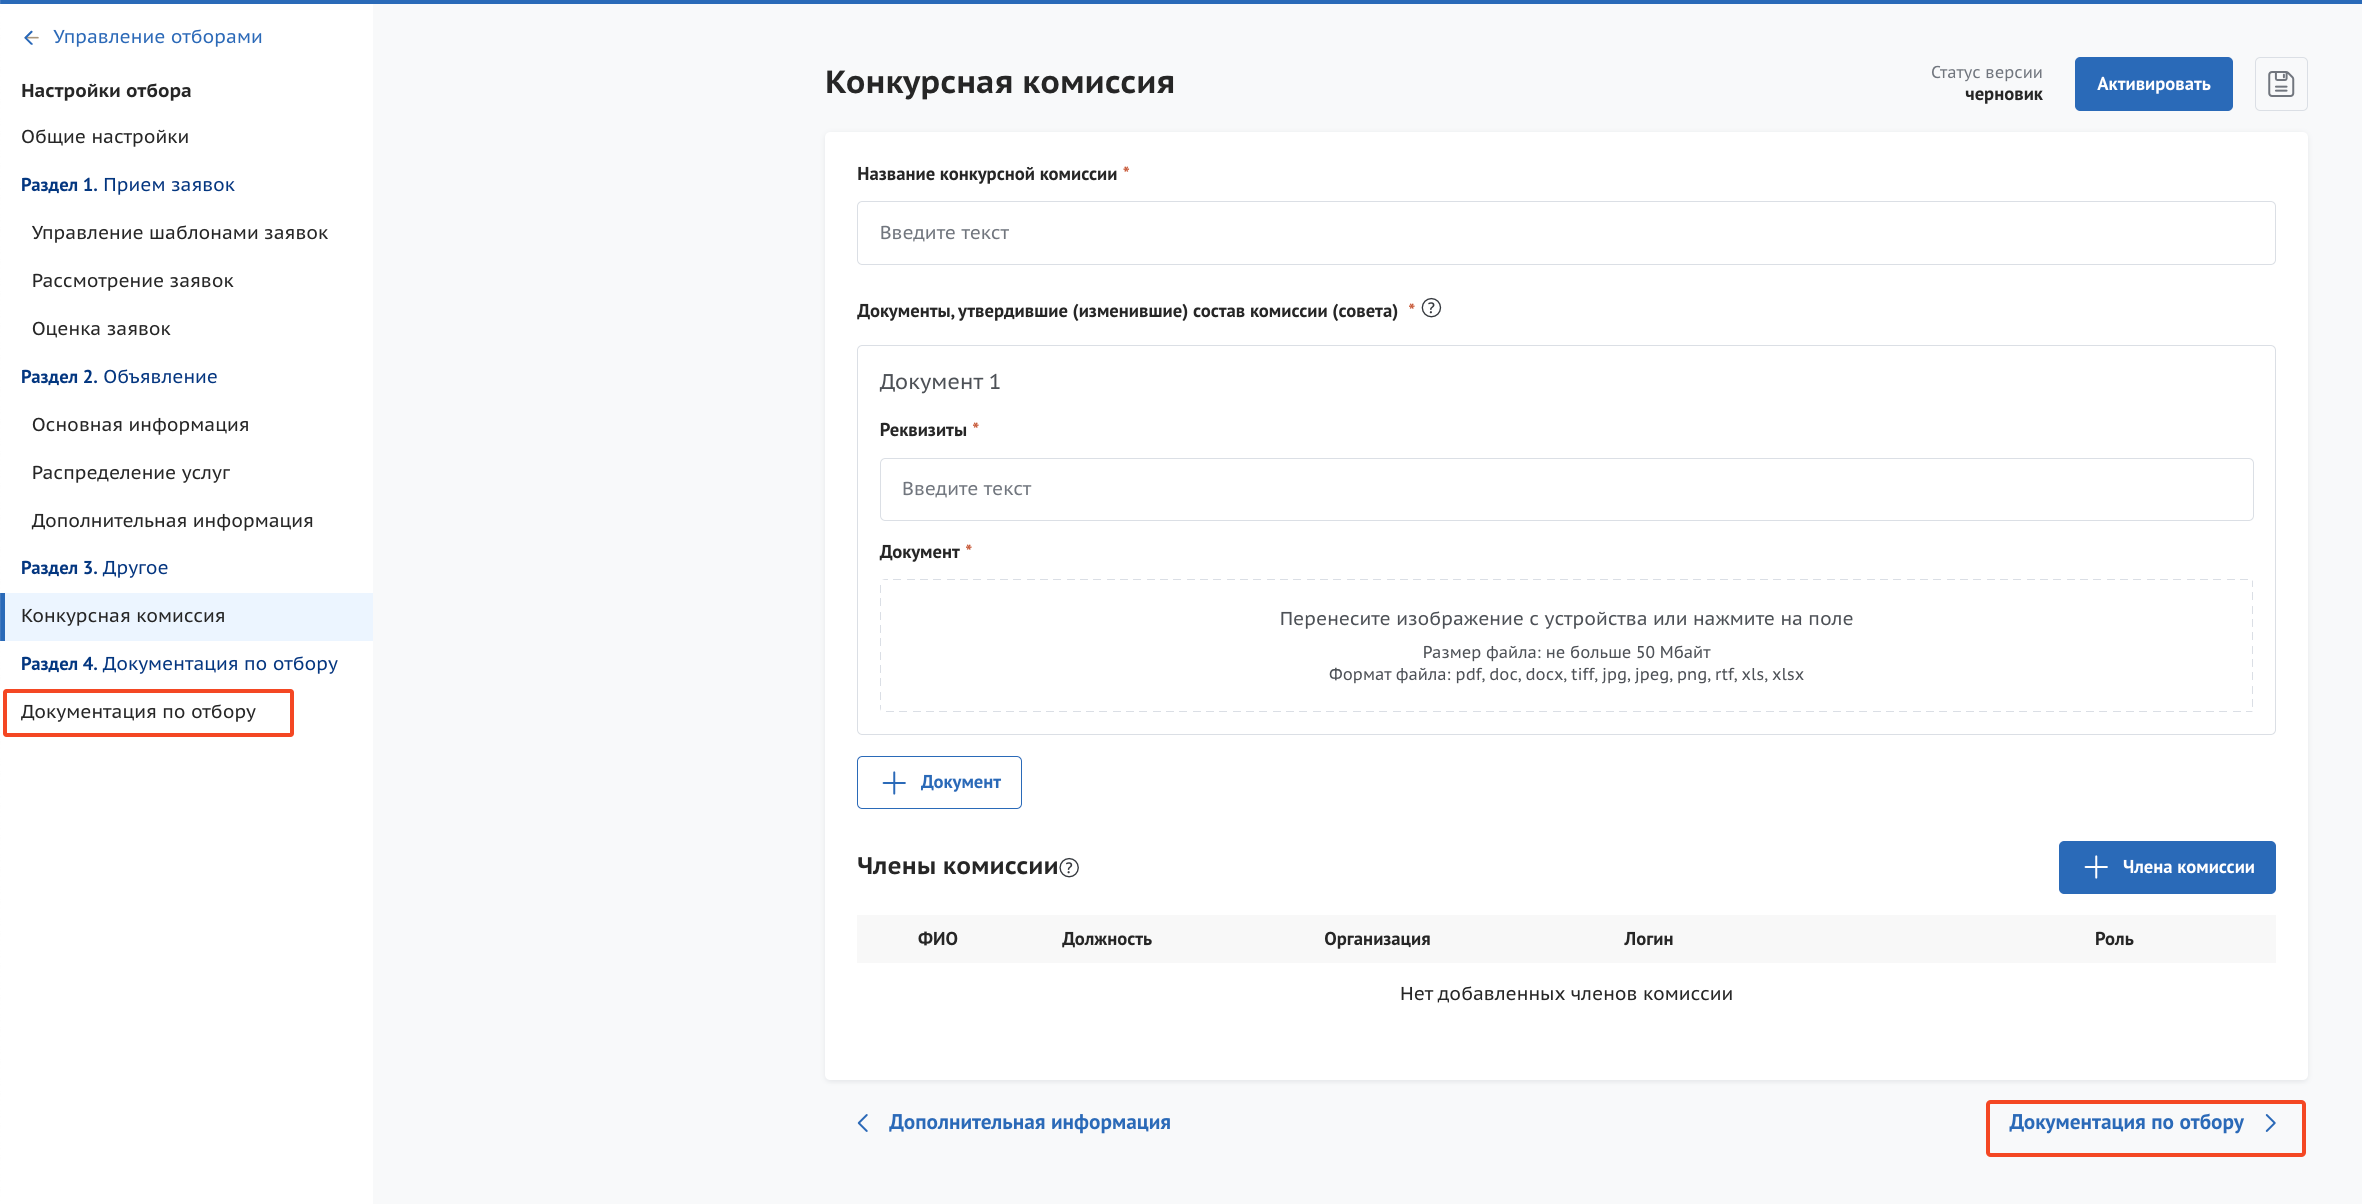 Управление отборами
Настройки отбора
Общие настройки
Раздел 1. Прием заявок
Управление шаблонами заявок
Рассмотрение заявок
Оценка заявок
Раздел 2. Объявление
Основная информация
Распределение услуг
Дополнительная информация
Раздел 3. Другое
Конкурсная комиссия
Раздел 4. Документация по отбору
Документация по отбору
Конкурсная комиссия
Статус версии
черновик
Активировать
Название конкурсной комиссии *
Введите текст
Документы, утвердившие (изменившие) состав комиссии (совета) * ?
Документ 1
Реквизиты *
Введите текст
Документ *
Перенесите изображение с устройства или нажмите на поле
Размер файла: не больше 50 Мбайт
Формат файла: pdf, doc, docx, tiff, jpg, jpeg, png, rtf, xls, xlsx
Документ
Члены комиссии ?
Члена комиссии
ФИО Должность Организация Логин Роль
Нет добавленных членов комиссии
Дополнительная информация
Документация по отбору